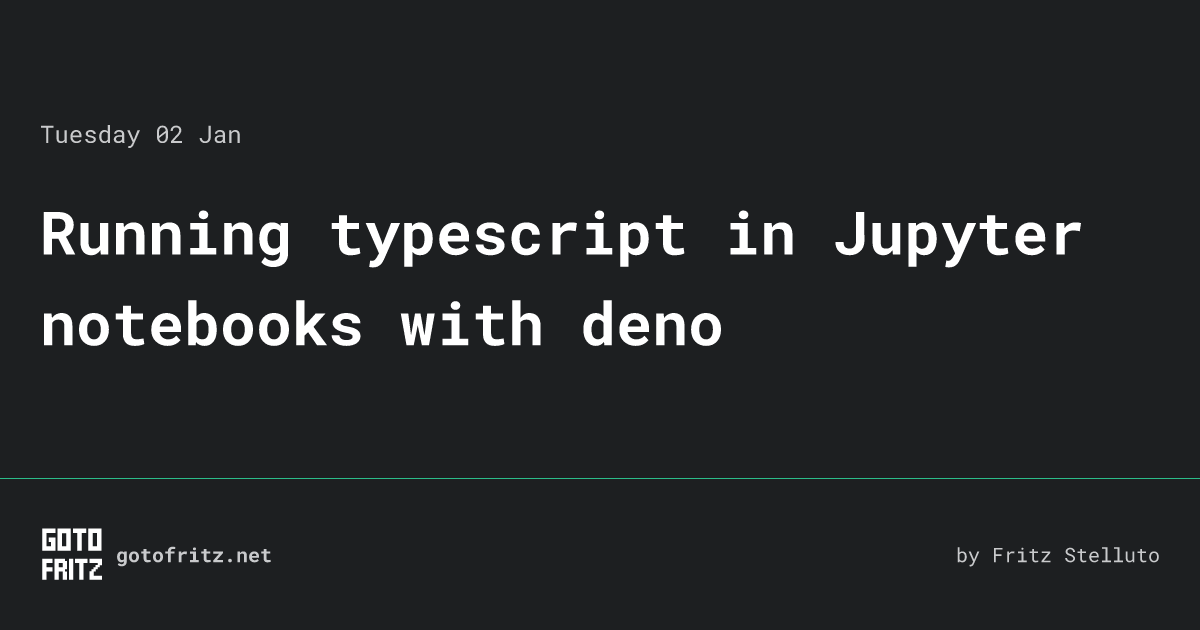 Tuesday 02 Jan
Running typescript in Jupyter
notebooks with deno
GOTO
FRITZ
gotofritz.net
by Fritz Stelluto